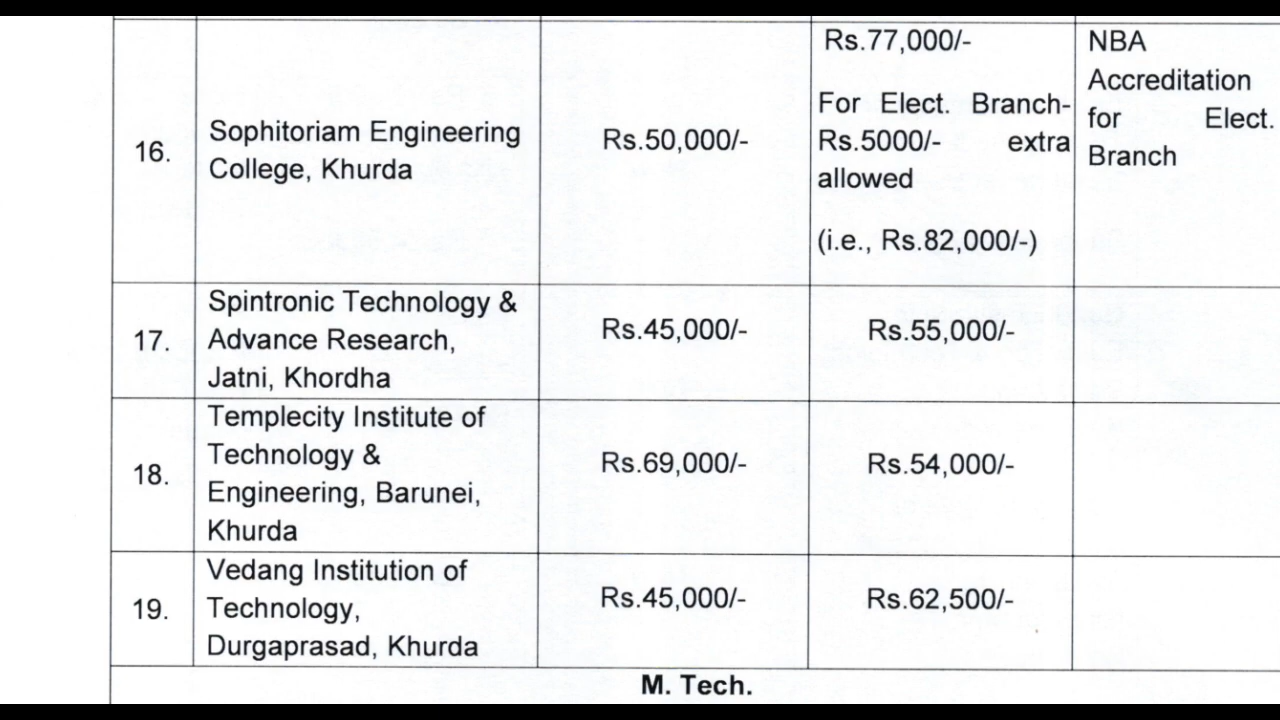 16.
Sophitoriam Engineering
College, Khurda
Rs.50,000/-
Rs.77,000/-
For Elect. Branch-
Rs.5000/- extra
allowed
(i.e., Rs.82,000/-)
NBA
Accreditation
for Elect.
Branch
17.
Spintronic Technology &
Advance Research,
Jatni, Khordha
Rs.45,000/-
Rs.55,000/-
18.
Templecity Institute of
Technology &
Engineering, Barunei,
Khurda
Rs.69,000/-
Rs.54,000/-
19.
Vedang Institution of
Technology,
Durgaprasad, Khurda
Rs.45,000/-
Rs.62,500/-
M. Tech.